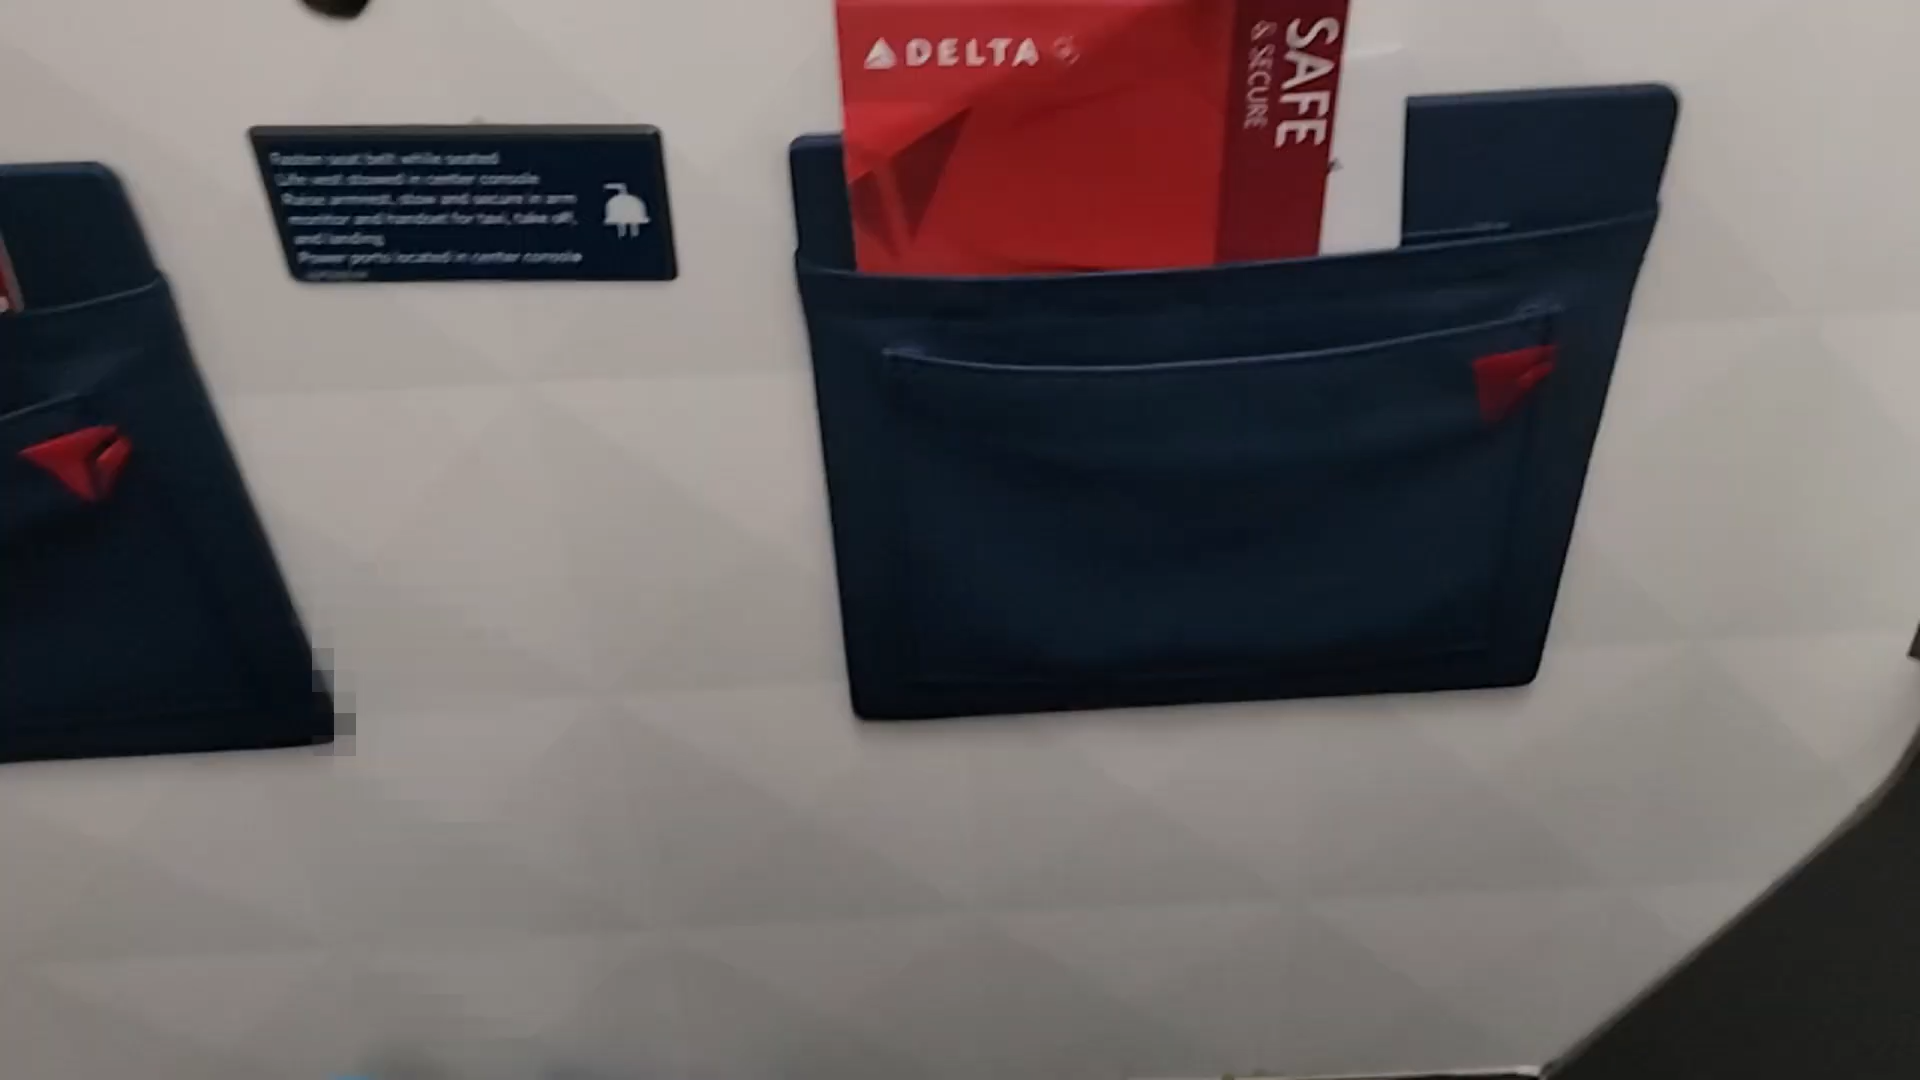 DELTA
SAFE
& SECURE
Fasten seat belt while seated
Life vest stowed in center console
Raise armrest, stow and secure in arm
monitor and handset for taxi, take off,
and landing
Power ports located in center console